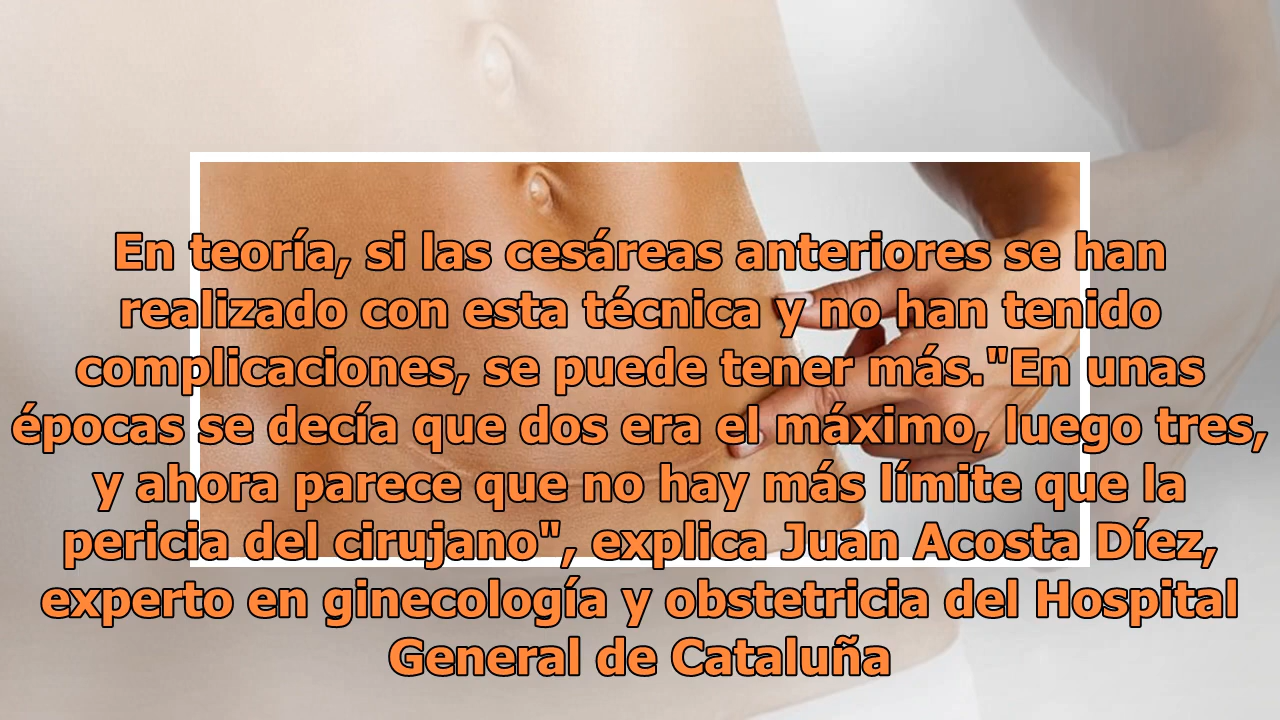 En teoría, si las cesáreas anteriores se han
realizado con esta técnica y no han tenido
complicaciones, se puede tener más."En unas
épocas se decía que dos era el máximo, luego tres,
y ahora parece que no hay más límite que la
pericia del cirujano", explica Juan Acosta Díez,
experto en ginecología y obstetricia del Hospital
General de Cataluña